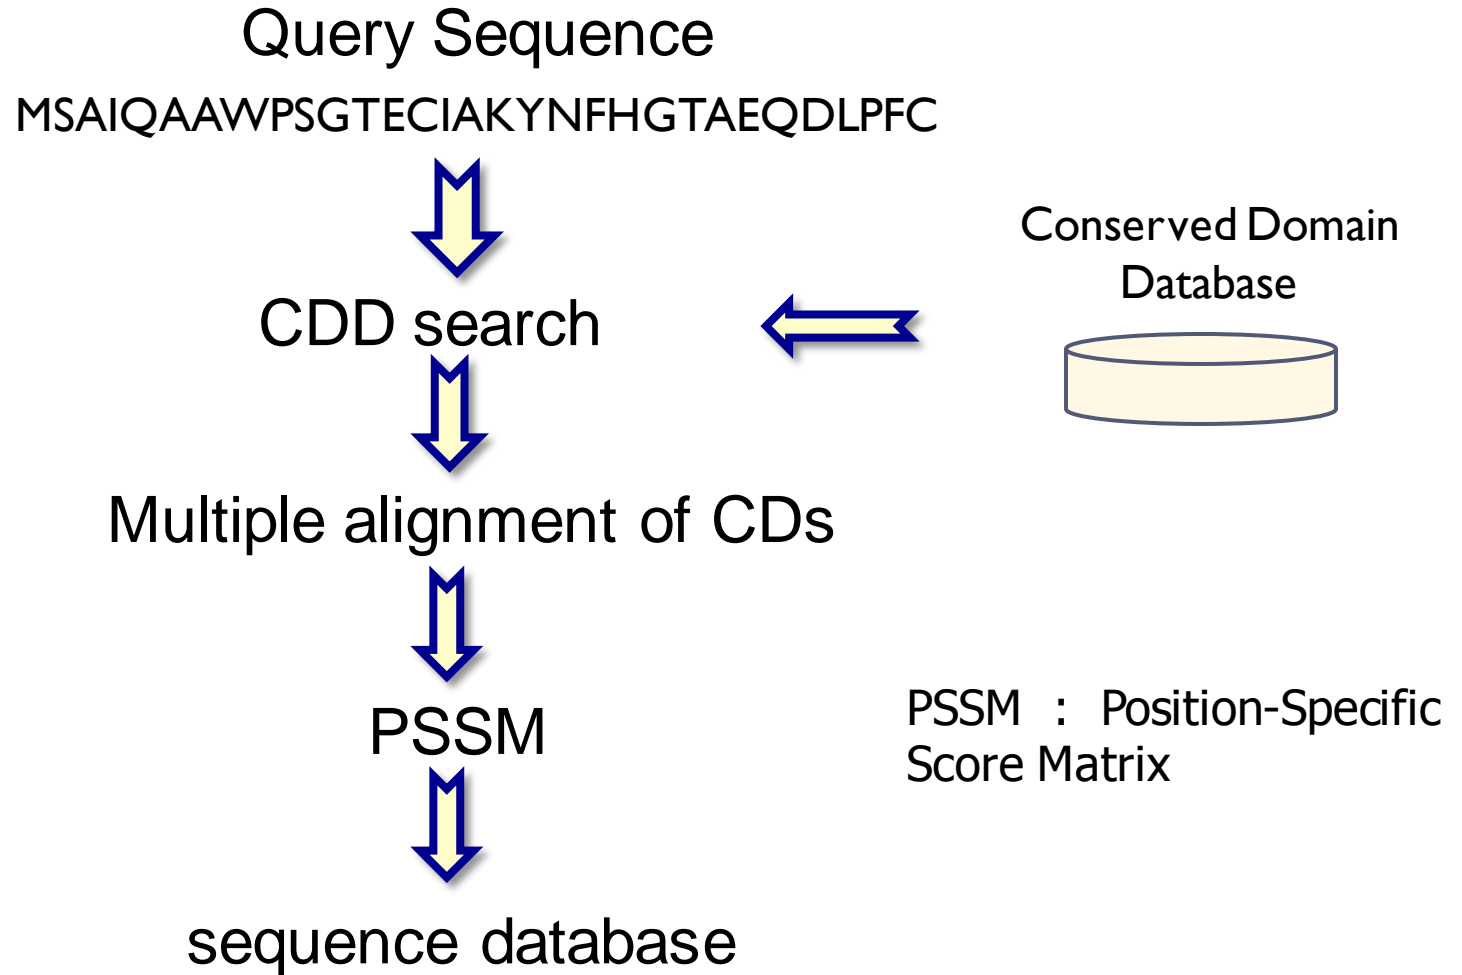 Query Sequence
MSAIQAAWPSGTECIAKYNFHGTAEQDLPFC
Conserved Domain
Database
CDD search
Multiple alignment of CDs
PSSM
PSSM : Position-Specific
Score Matrix
sequence database